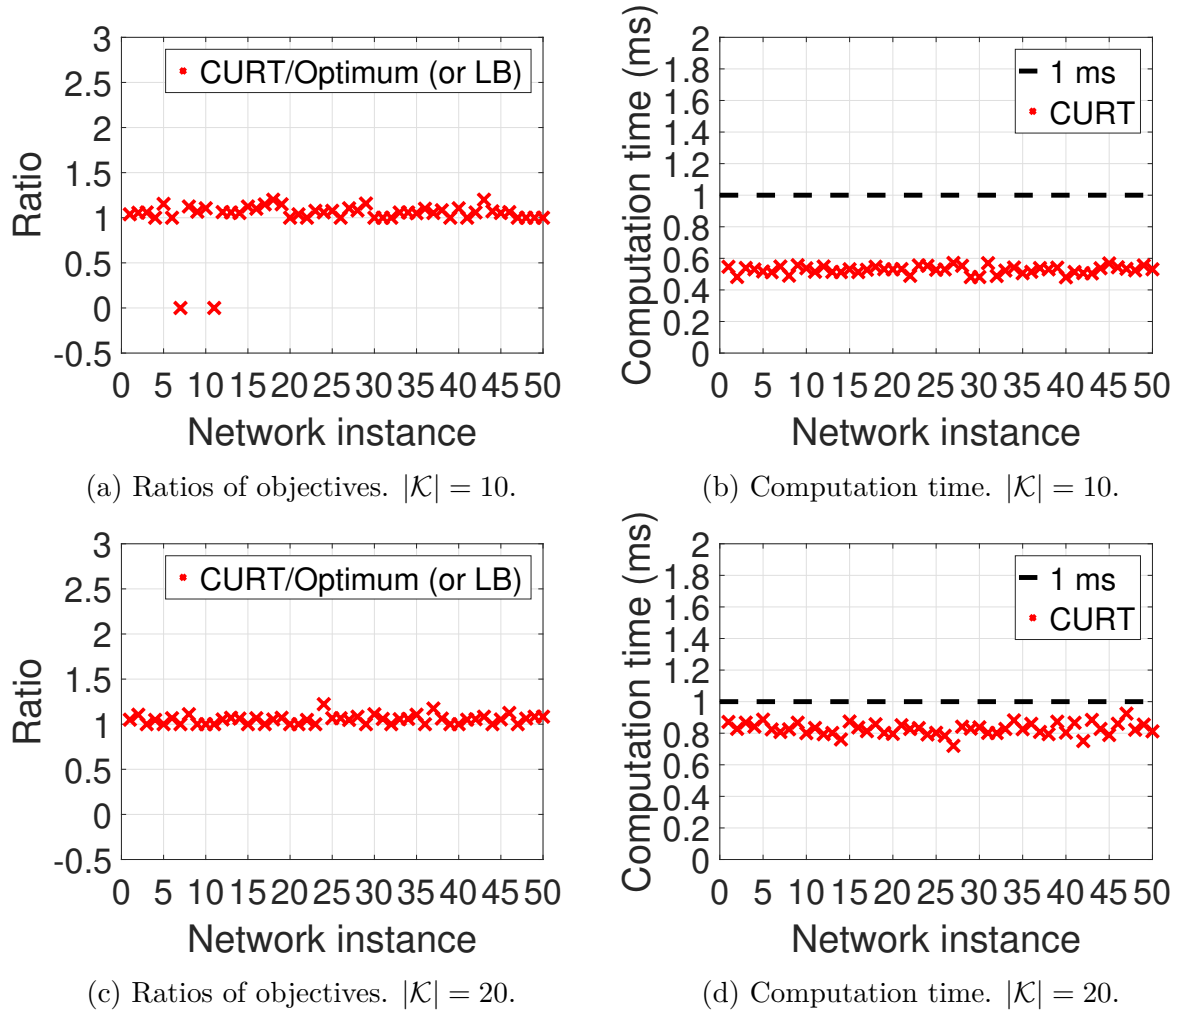 3
2.5
2
1.5
1
0.5
0
-0.5
Ratio
CURT/Optimum (or LB)
0 5 10 15 20 25 30 35 40 45 50
Network instance
(a) Ratios of objectives. |𝒦| = 10.
2
1.8
1.6
1.4
1.2
1
0.8
0.6
0.4
0.2
0
Computation time (ms)
1 ms
CURT
0 5 10 15 20 25 30 35 40 45 50
Network instance
(b) Computation time. |𝒦| = 10.
3
2.5
2
1.5
1
0.5
0
-0.5
Ratio
CURT/Optimum (or LB)
0 5 10 15 20 25 30 35 40 45 50
Network instance
(c) Ratios of objectives. |𝒦| = 20.
2
1.8
1.6
1.4
1.2
1
0.8
0.6
0.4
0.2
0
Computation time (ms)
1 ms
CURT
0 5 10 15 20 25 30 35 40 45 50
Network instance
(d) Computation time. |𝒦| = 20.